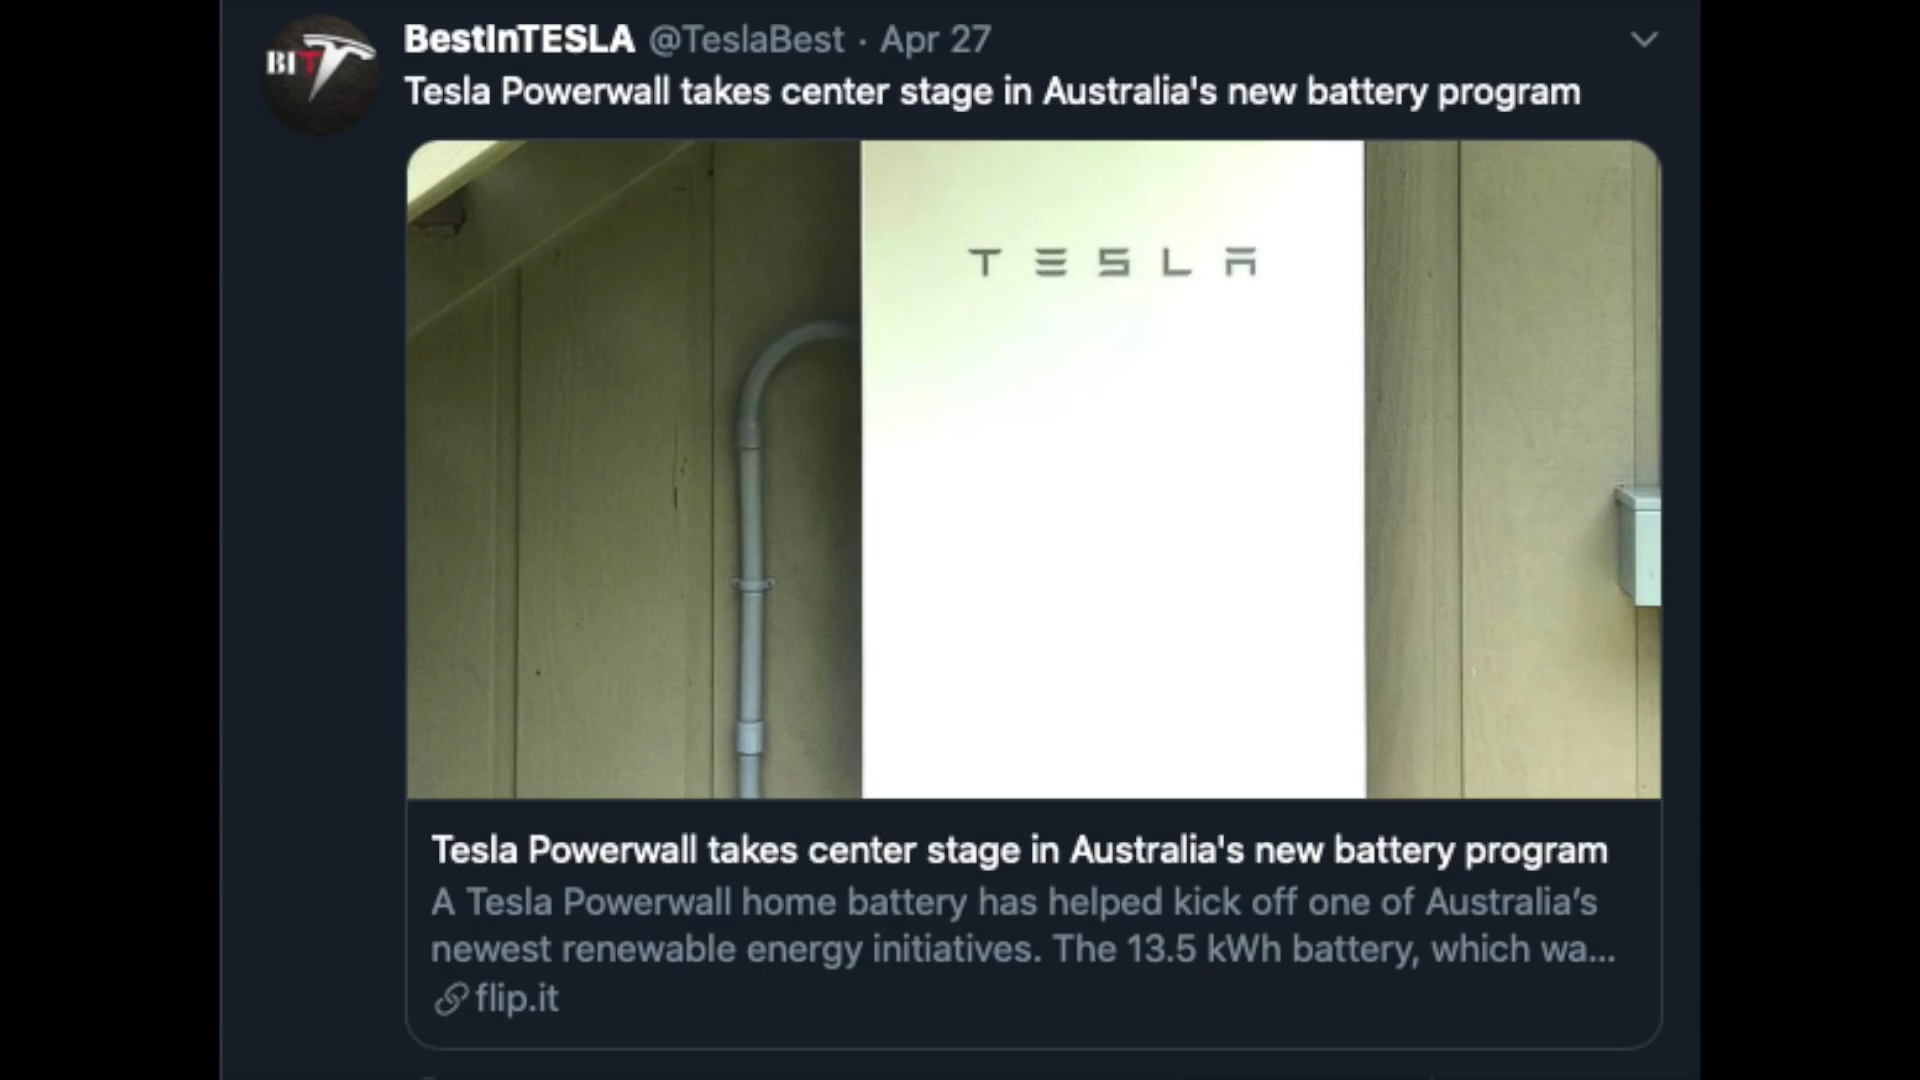 BIT
BestInTESLA @TeslaBest · Apr 27
Tesla Powerwall takes center stage in Australia's new battery program
TESLA
Tesla Powerwall takes center stage in Australia's new battery program
A Tesla Powerwall home battery has helped kick off one of Australia’s
newest renewable energy initiatives. The 13.5 kWh battery, which wa...
flip.it